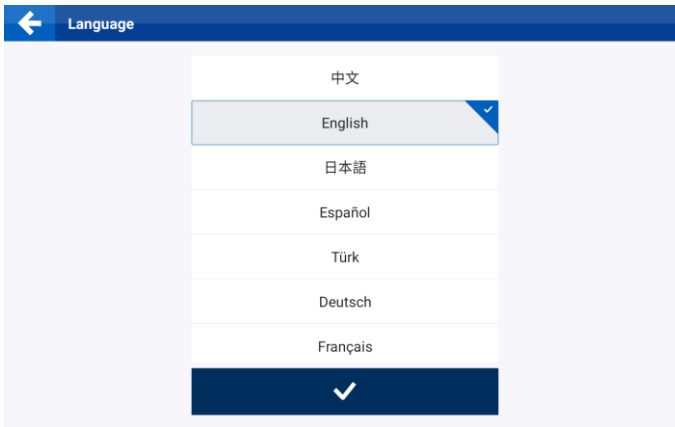 Language
中文
English
日本語
Español
Türk
Deutsch
Français